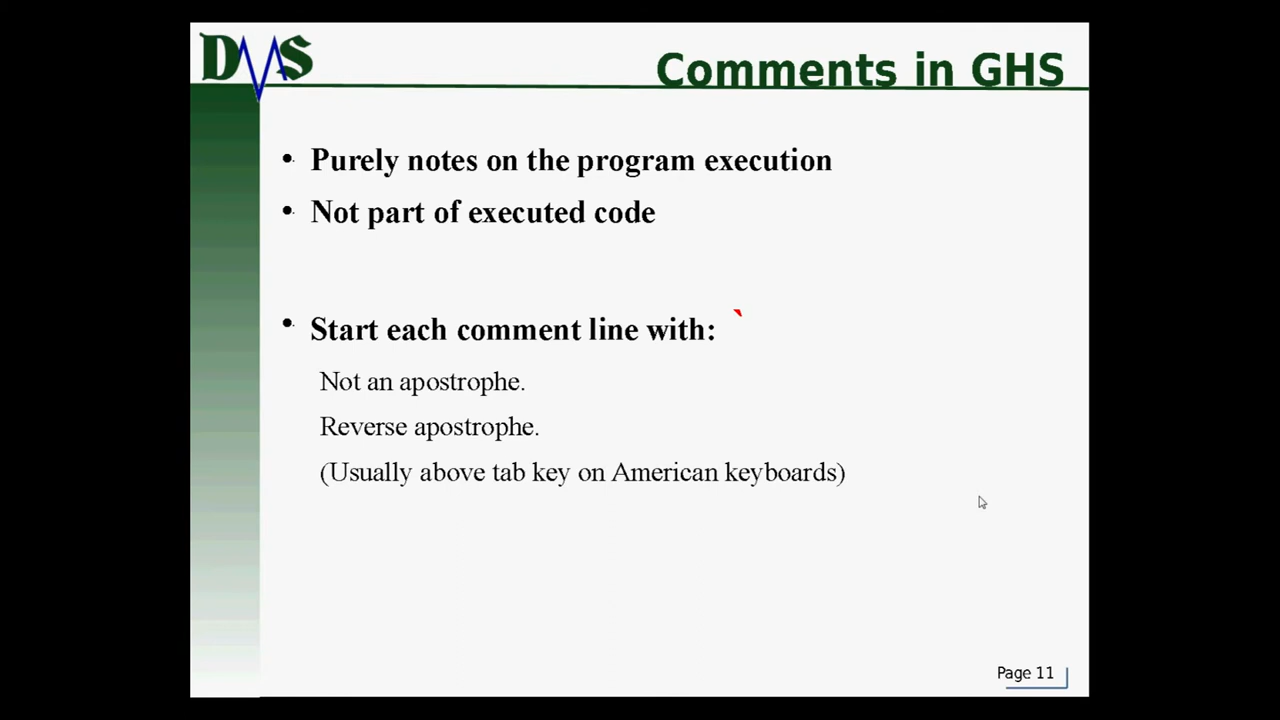 DMS
Comments in GHS
• Purely notes on the program execution
• Not part of executed code
• Start each comment line with: `
Not an apostrophe.
Reverse apostrophe.
(Usually above tab key on American keyboards)
Page 11